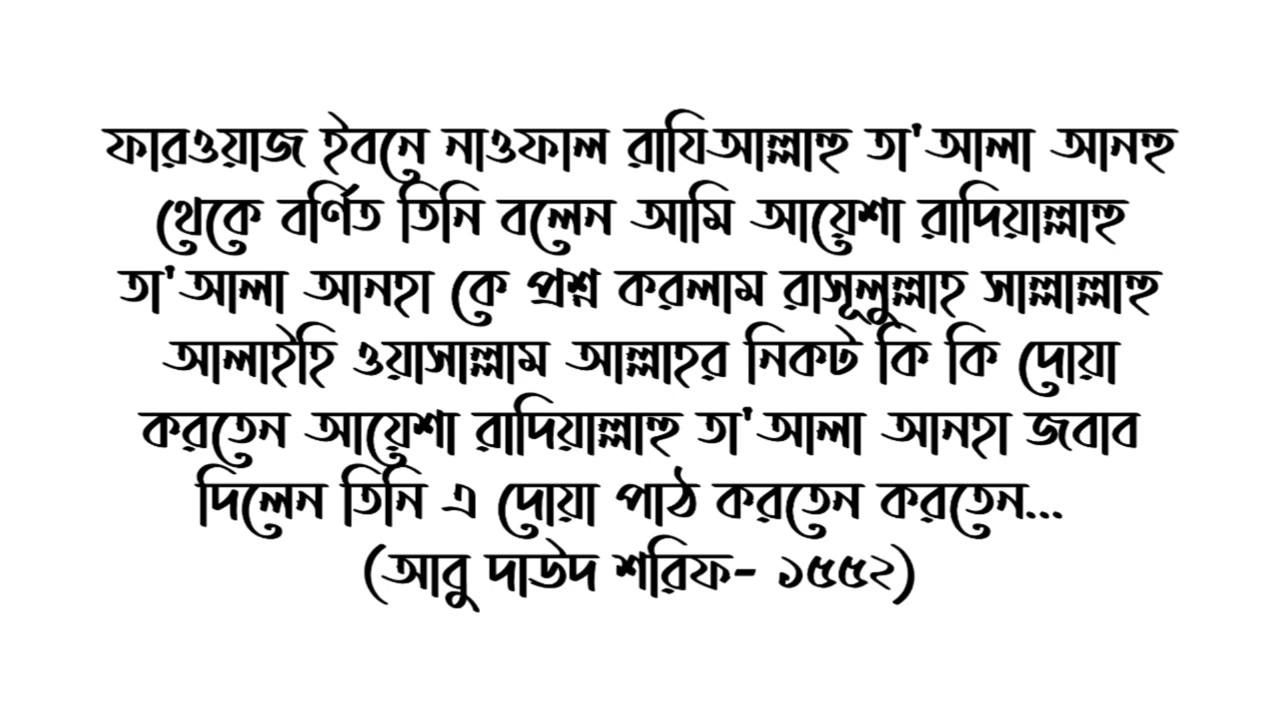 ফারওয়াজ ইবনে নাওফাল রাযিআল্লাহু তা'আলা আনহু
থেকে বর্ণিত তিনি বলেন আমি আয়েশা রাদিয়াল্লাহু
তা'আলা আনহা কে প্রশ্ন করলাম রাসূলুল্লাহ সাল্লাল্লাহু
আলাইহি ওয়াসাল্লাম আল্লাহর নিকট কি কি দোয়া
করতেন আয়েশা রাদিয়াল্লাহু তা'আলা আনহা জবাব
দিলেন তিনি এ দোয়া পাঠ করতেন করতেন...
(আবু দাউদ শরিফ- ১৫৫২)